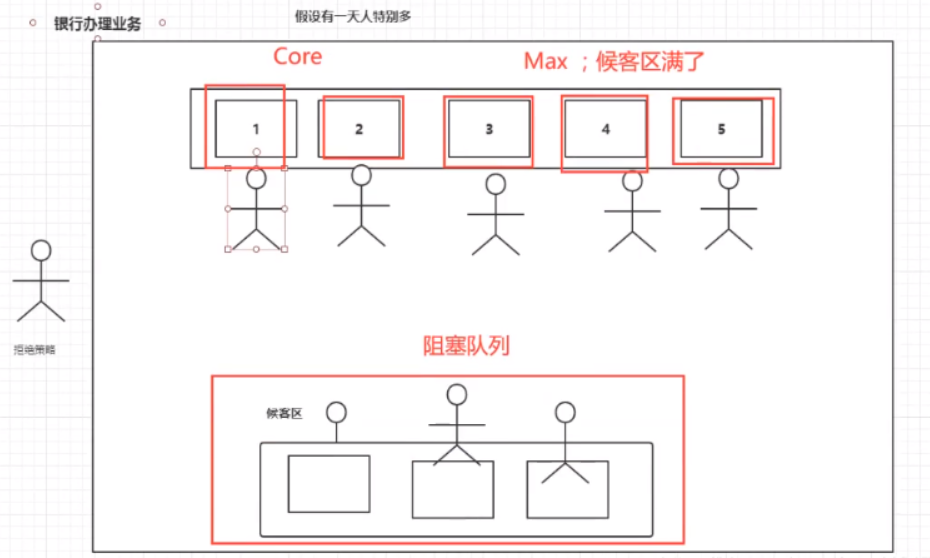 银行办理业务
假设有一天人特别多
Core
Max ；候客区满了
1
2
3
4
5
拒绝策略
阻塞队列
候客区